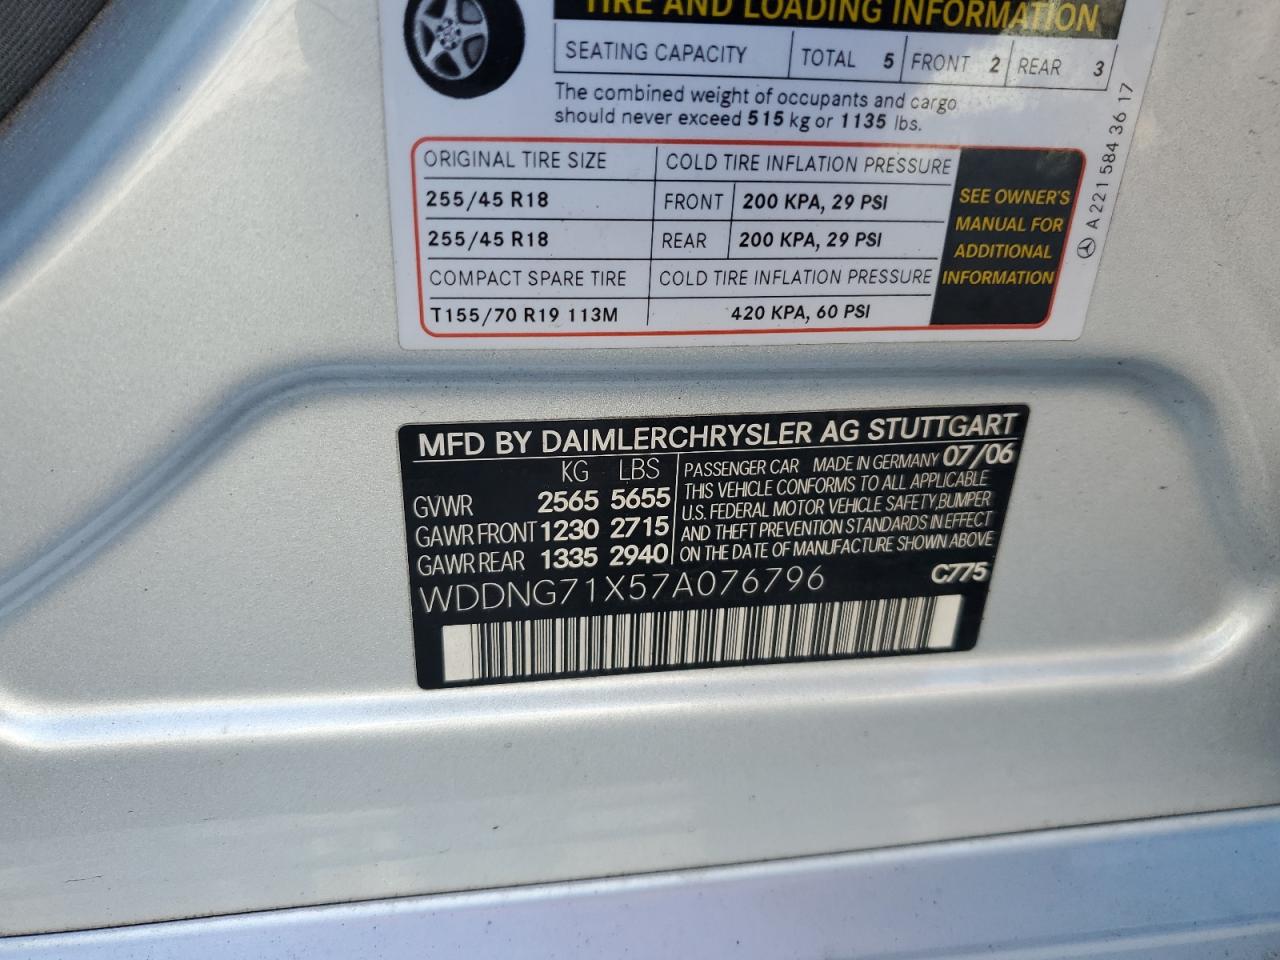 TIRE AND LOADING INFORMATION
SEATING CAPACITY TOTAL 5 FRONT 2 REAR 3
The combined weight of occupants and cargo
should never exceed 515 kg or 1135 lbs.
ORIGINAL TIRE SIZE COLD TIRE INFLATION PRESSURE
255/45 R18 FRONT 200 KPA, 29 PSI
255/45 R18 REAR 200 KPA, 29 PSI
COMPACT SPARE TIRE COLD TIRE INFLATION PRESSURE
T155/70 R19 113M 420 KPA, 60 PSI
SEE OWNER'S
MANUAL FOR
ADDITIONAL
INFORMATION
A 221 584 36 17
MFD BY DAIMLERCHRYSLER AG STUTTGART
KG LBS
GVWR 2565 5655
GAWR FRONT 1230 2715
GAWR REAR 1335 2940
PASSENGER CAR MADE IN GERMANY 07/06
THIS VEHICLE CONFORMS TO ALL APPLICABLE
U.S. FEDERAL MOTOR VEHICLE SAFETY,BUMPER
AND THEFT PREVENTION STANDARDS IN EFFECT
ON THE DATE OF MANUFACTURE SHOWN ABOVE
WDDNG71X57A076796 C775